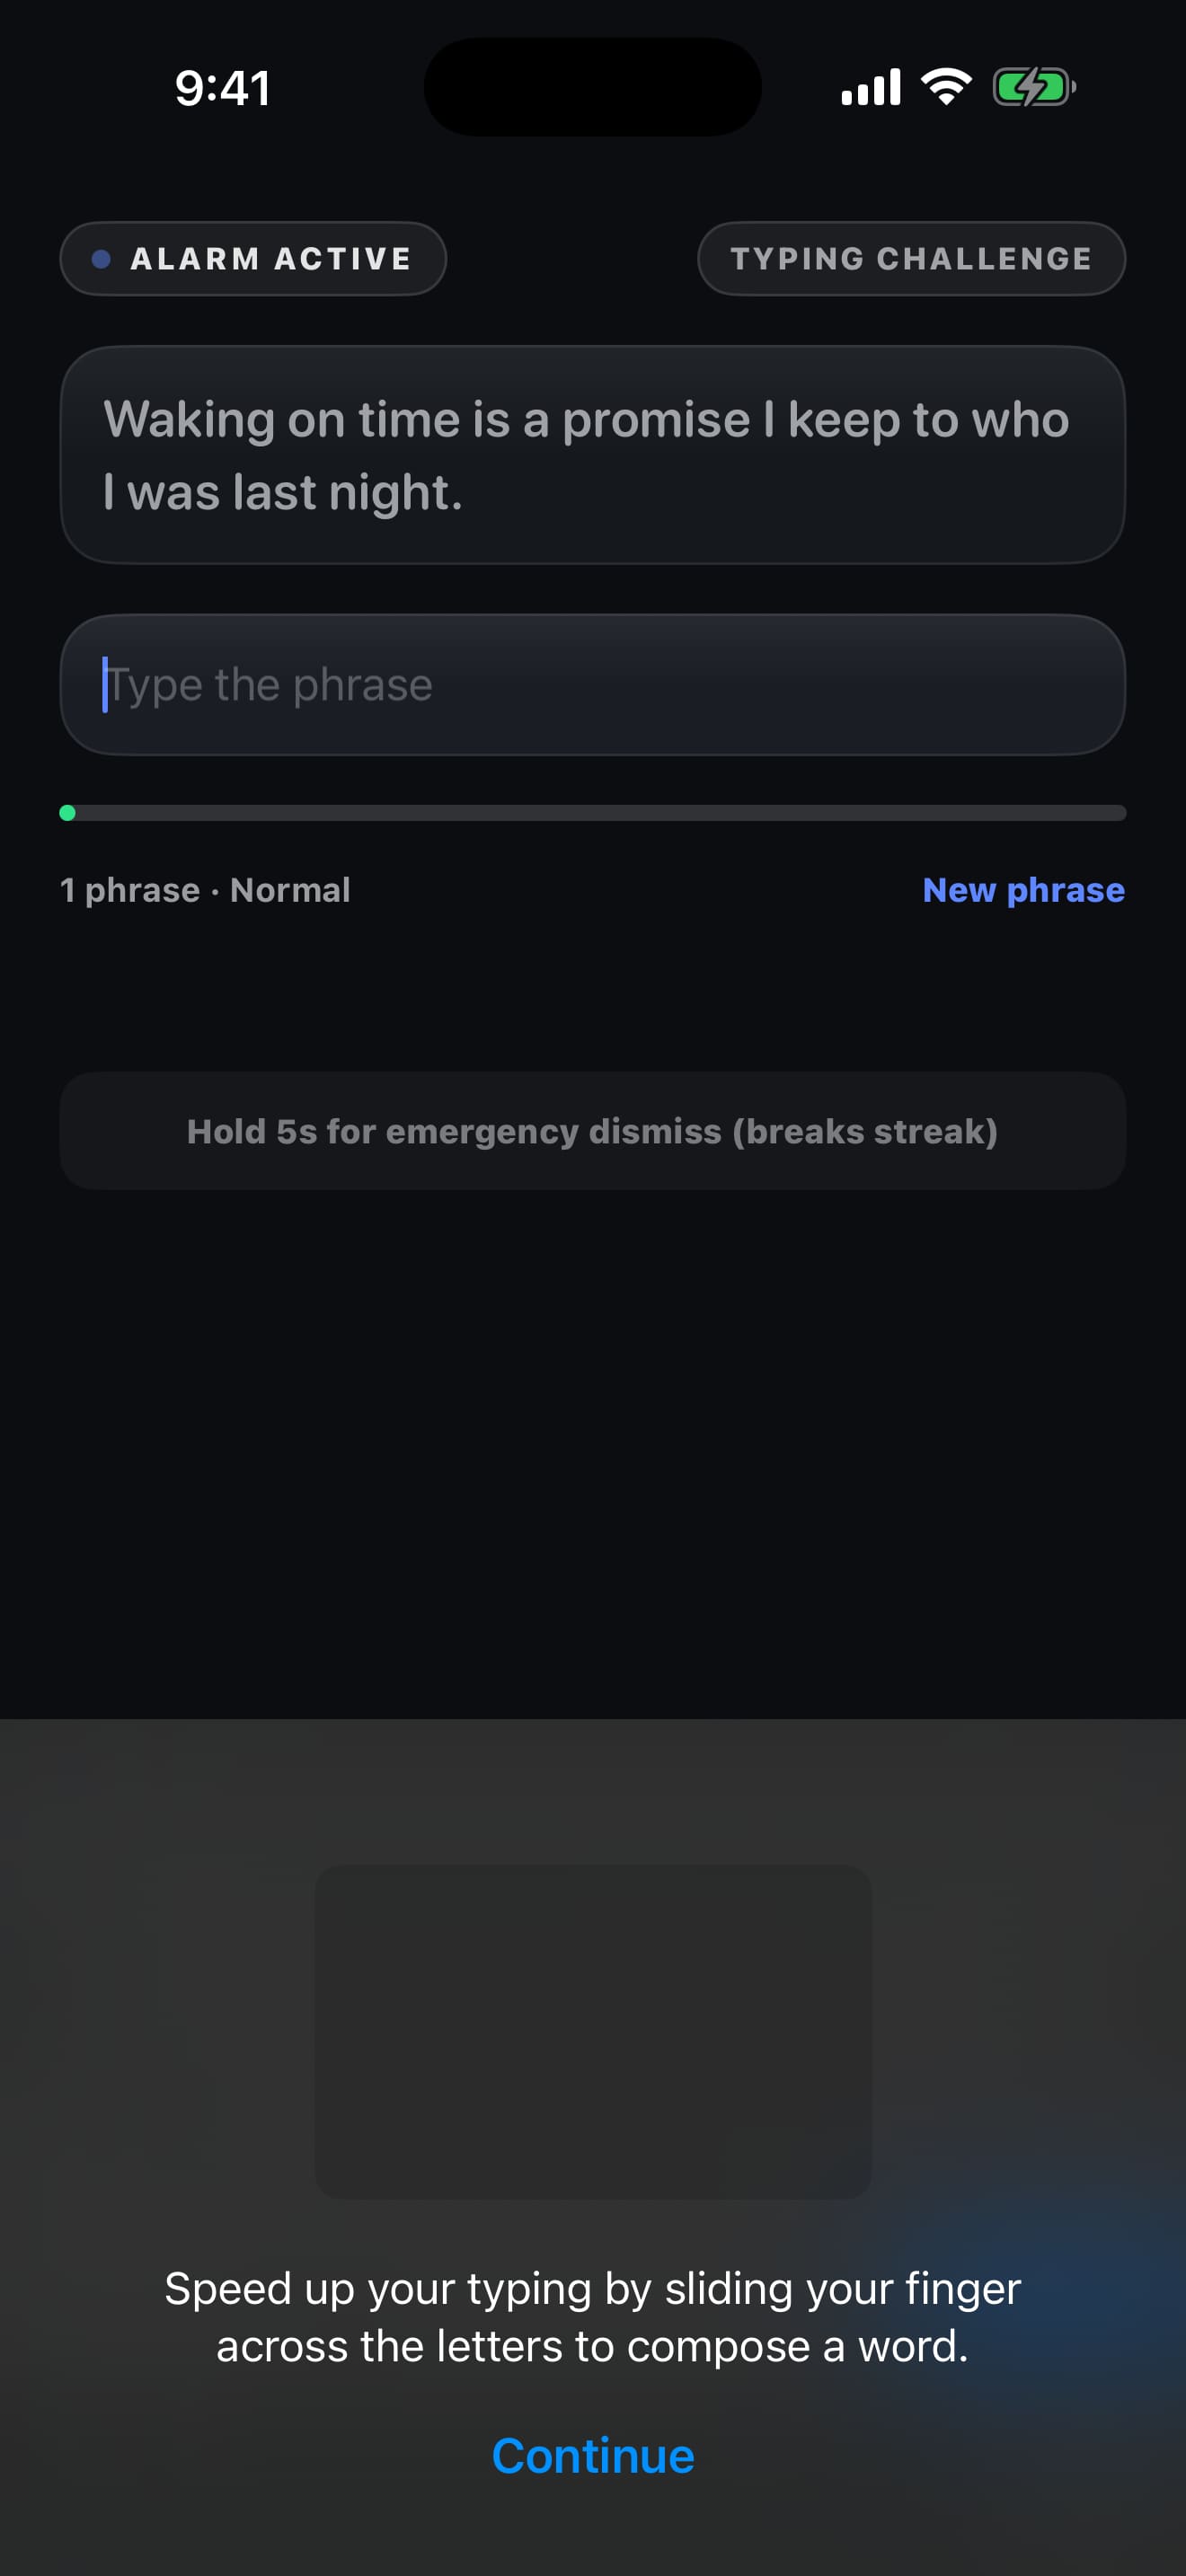 9:41
ALARM ACTIVE
TYPING CHALLENGE
Waking on time is a promise I keep to who
I was last night.
Type the phrase
1 phrase · Normal
New phrase
Hold 5s for emergency dismiss (breaks streak)
Speed up your typing by sliding your finger
across the letters to compose a word.
Continue